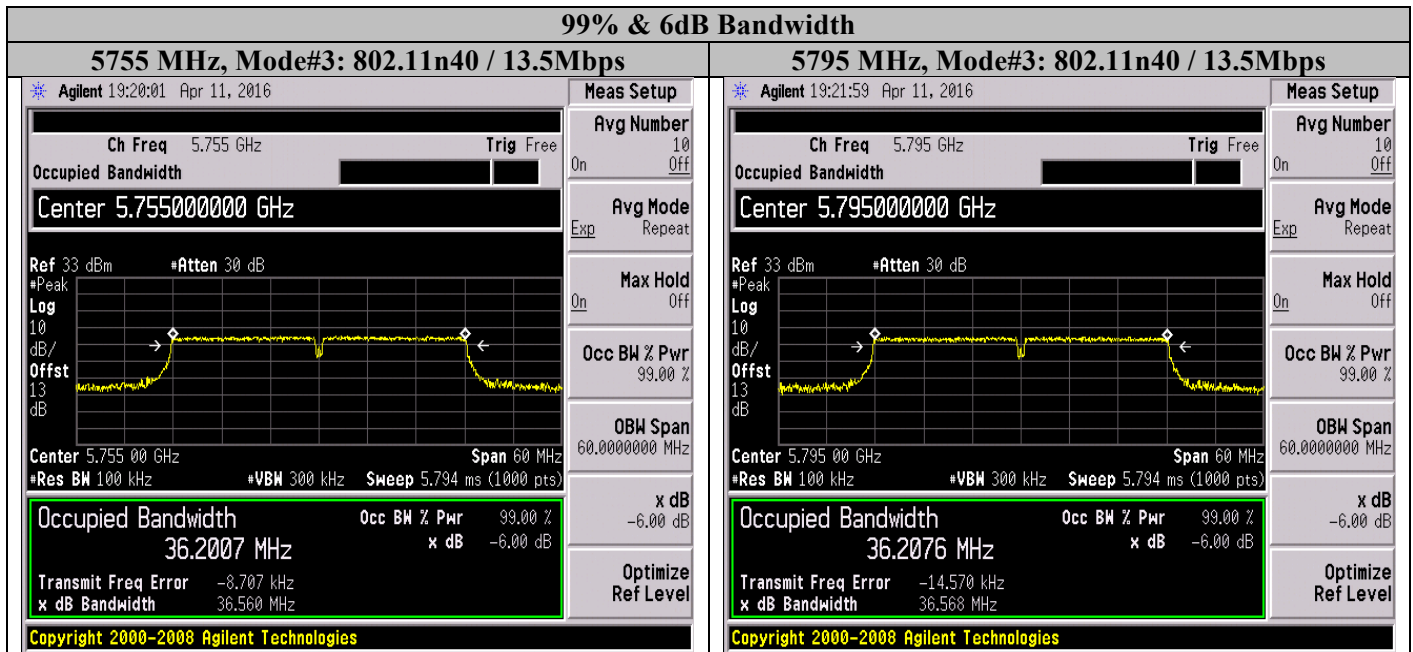 99% & 6dB Bandwidth
5755 MHz, Mode#3: 802.11n40 / 13.5Mbps
Agilent 19:20:01 Apr 11, 2016
Meas Setup
Ch Freq 5.755 GHz Trig Free
Occupied Bandwidth
Center 5.755000000 GHz
Ref 33 dBm #Atten 30 dB
#Peak
Log
10
dB/
Offst
13
dB
Center 5.755 00 GHz Span 60 MHz
#Res BW 100 kHz #VBW 300 kHz Sweep 5.794 ms (1000 pts)
Occupied Bandwidth Occ BW % Pwr 99.00 %
36.2007 MHz x dB -6.00 dB
Transmit Freq Error -8.707 kHz
x dB Bandwidth 36.560 MHz
Copyright 2000-2008 Agilent Technologies
Avg Number
10
On Off
Avg Mode
Exp Repeat
Max Hold
On Off
Occ BW % Pwr
99.00 %
OBW Span
60.0000000 MHz
x dB
-6.00 dB
Optimize
Ref Level
5795 MHz, Mode#3: 802.11n40 / 13.5Mbps
Agilent 19:21:59 Apr 11, 2016
Meas Setup
Ch Freq 5.795 GHz Trig Free
Occupied Bandwidth
Center 5.795000000 GHz
Ref 33 dBm #Atten 30 dB
#Peak
Log
10
dB/
Offst
13
dB
Center 5.795 00 GHz Span 60 MHz
#Res BW 100 kHz #VBW 300 kHz Sweep 5.794 ms (1000 pts)
Occupied Bandwidth Occ BW % Pwr 99.00 %
36.2076 MHz x dB -6.00 dB
Transmit Freq Error -14.570 kHz
x dB Bandwidth 36.568 MHz
Copyright 2000-2008 Agilent Technologies
Avg Number
10
On Off
Avg Mode
Exp Repeat
Max Hold
On Off
Occ BW % Pwr
99.00 %
OBW Span
60.0000000 MHz
x dB
-6.00 dB
Optimize
Ref Level